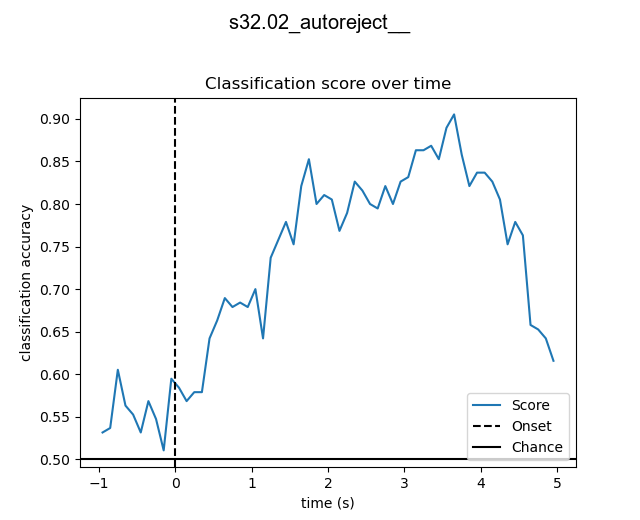 s32.02_autoreject__
Classification score over time
classification accuracy
0.90
0.85
0.80
0.75
0.70
0.65
0.60
0.55
0.50
Score
Onset
Chance
−1
0
1
2
3
4
5
time (s)